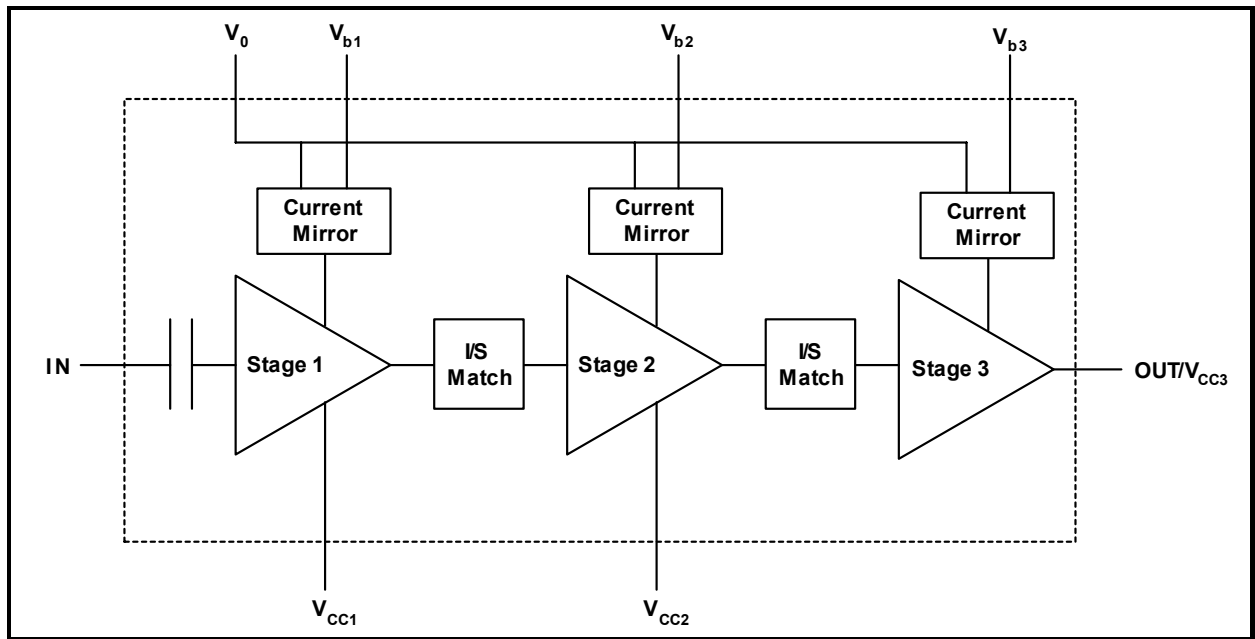 V0
Vb1
Vb2
Vb3
Current
Mirror
Current
Mirror
Current
Mirror
IN
Stage 1
I/S
Match
Stage 2
I/S
Match
Stage 3
OUT/VCC3
VCC1
VCC2